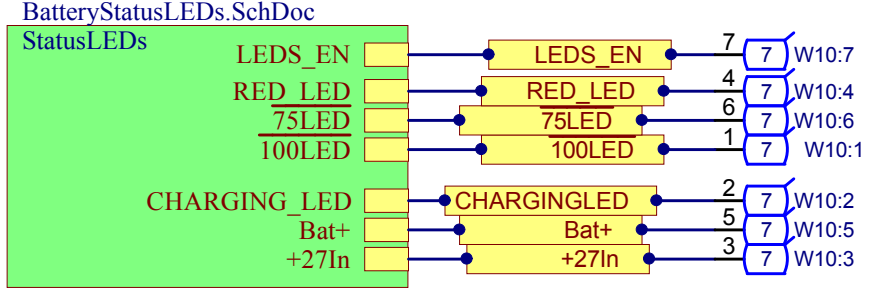 BatteryStatusLEDs.SchDoc
StatusLEDs
LEDS_EN LEDS_EN 7 7 W10:7
RED_LED RED_LED 4 7 W10:4
75LED 75LED 6 7 W10:6
100LED 100LED 1 7 W10:1
CHARGING_LED CHARGINGLED 2 7 W10:2
Bat+ Bat+ 5 7 W10:5
+27In +27In 3 7 W10:3